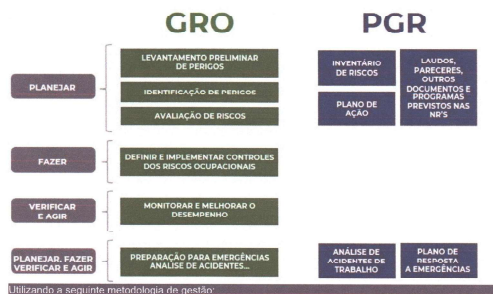 GRO
PGR
PLANEJAR
LEVANTAMENTO PRELIMINAR
DE PERIGOS
IDENTIFICAÇÃO DE PERIGOS
AVALIAÇÃO DE RISCOS
INVENTÁRIO
DE RISCOS
PLANO DE
AÇÃO
LAUDOS,
PARECERES,
OUTROS
DOCUMENTOS E
PROGRAMAS
PREVISTOS NAS
NR'S
FAZER
DEFINIR E IMPLEMENTAR CONTROLES
DOS RISCOS OCUPACIONAIS
VERIFICAR
E AGIR
MONITORAR E MELHORAR O
DESEMPENHO
PLANEJAR, FAZER
VERIFICAR E AGIR
PREPARAÇÃO PARA EMERGÊNCIAS
ANÁLISE DE ACIDENTES...
ANÁLISE DE
ACIDENTES DE
TRABALHO
PLANO DE
RESPOSTA
A EMERGÊNCIAS
Utilizando a seguinte metodologia de gestão: